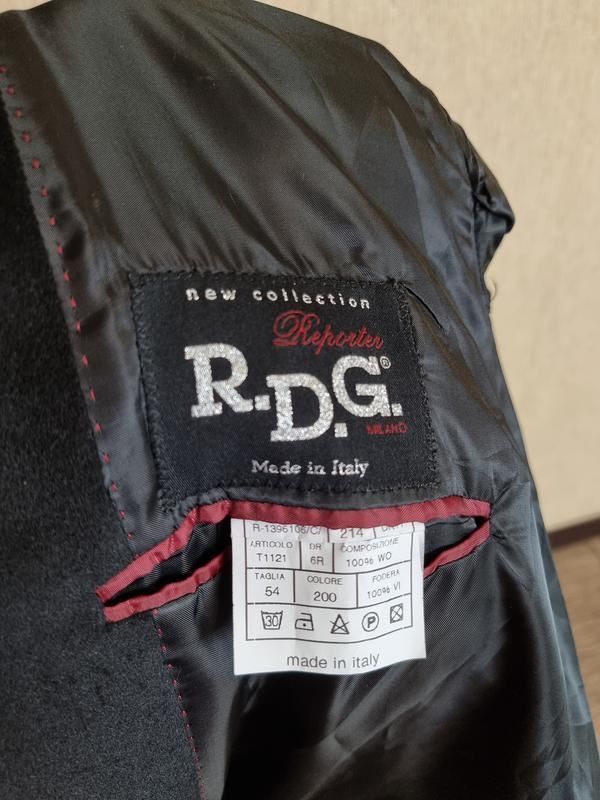 new collection
Reporter
R.D.G.®
MILANO
Made in Italy
214
ARTICOLO DR COMPOSIZIONE
T1121 6R 100% WO
TAGLIA COLORE FODERA
54 200 100% VI
30 P
made in italy